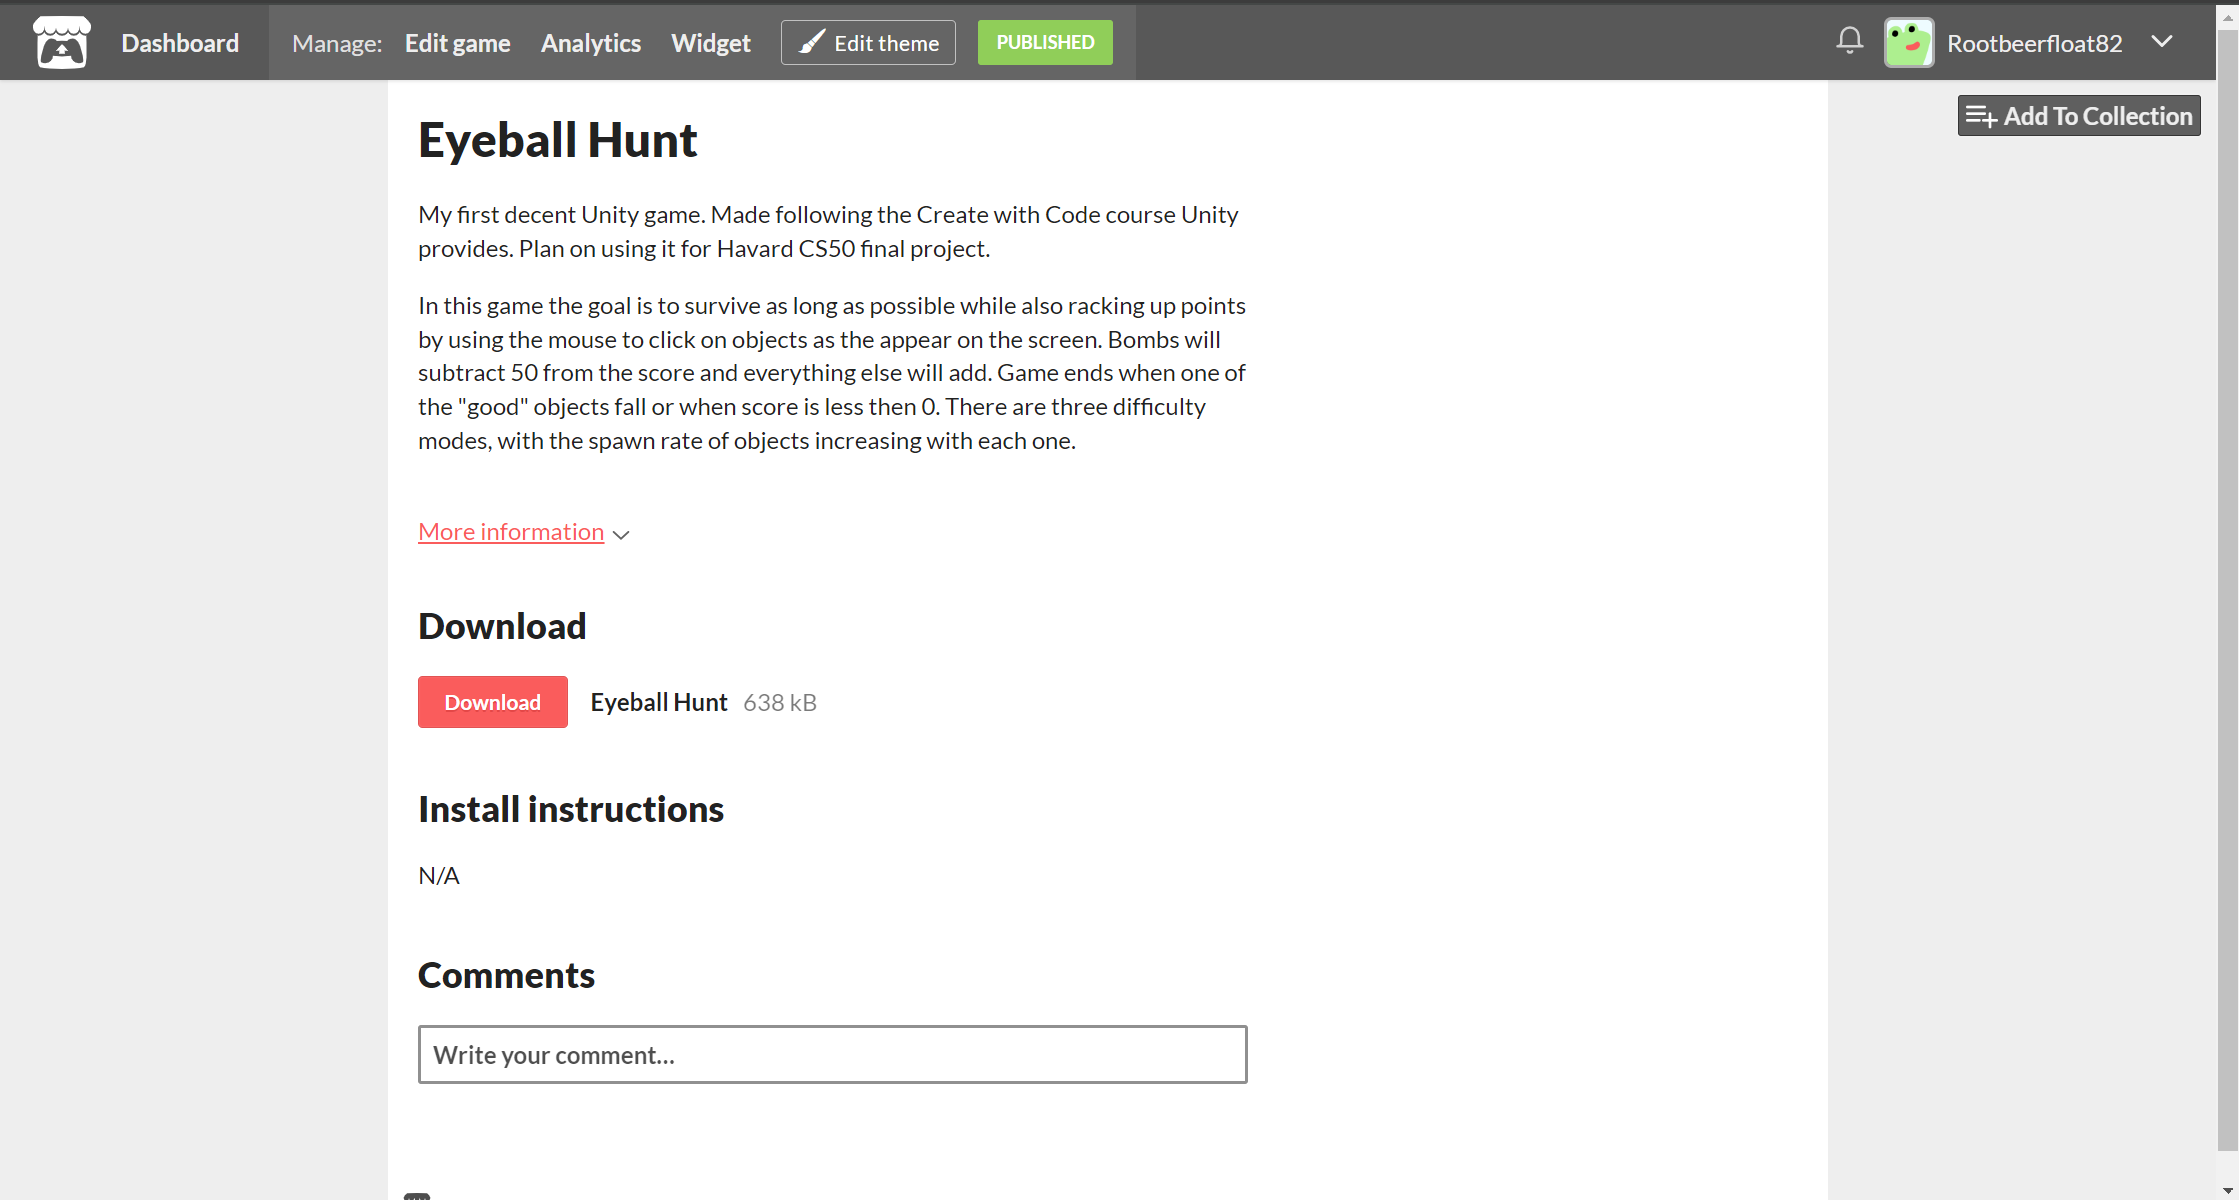 Dashboard Manage: Edit game Analytics Widget Edit theme PUBLISHED Rootbeerfloat82
Add To Collection
Eyeball Hunt
My first decent Unity game. Made following the Create with Code course Unity
provides. Plan on using it for Havard CS50 final project.
In this game the goal is to survive as long as possible while also racking up points
by using the mouse to click on objects as the appear on the screen. Bombs will
subtract 50 from the score and everything else will add. Game ends when one of
the "good" objects fall or when score is less then 0. There are three difficulty
modes, with the spawn rate of objects increasing with each one.
More information
Download
Download Eyeball Hunt 638 kB
Install instructions
N/A
Comments
Write your comment...